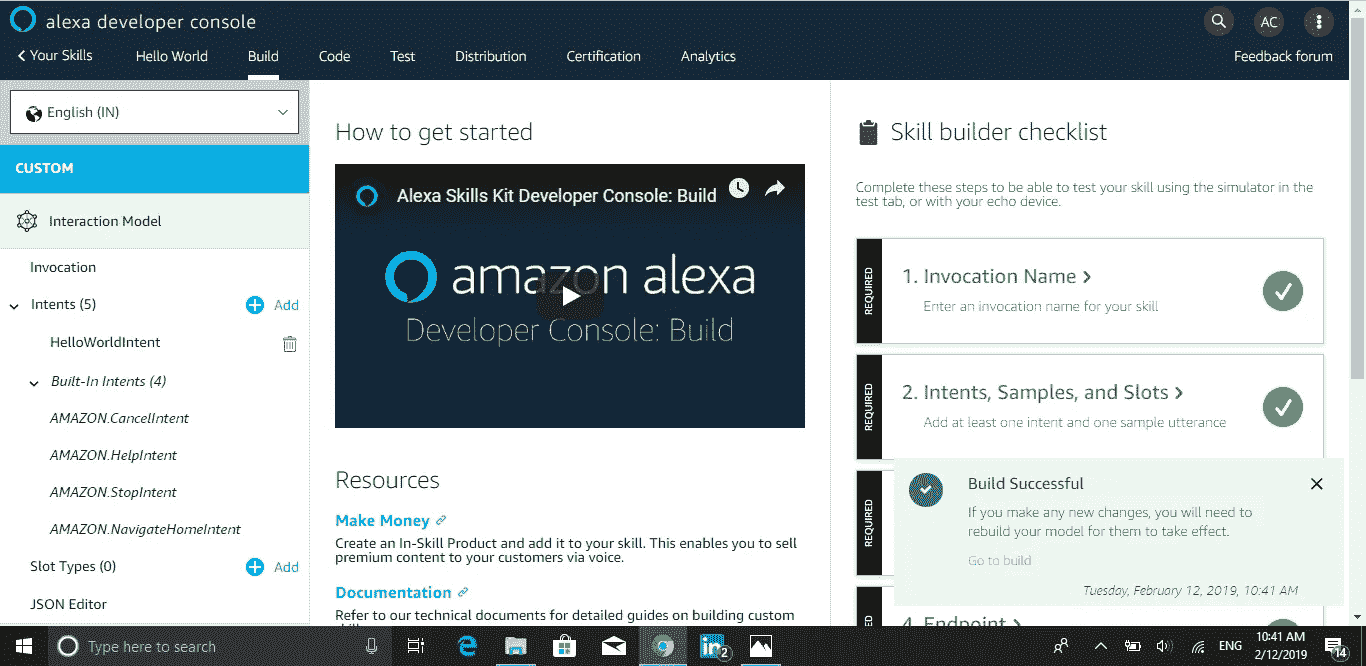 alexa developer console
AC
Your Skills
Hello World
Build
Code
Test
Distribution
Certification
Analytics
Feedback forum
English (IN)
CUSTOM
Interaction Model
Invocation
Intents (5)
Add
HelloWorldIntent
Built-In Intents (4)
AMAZON.CancelIntent
AMAZON.HelpIntent
AMAZON.StopIntent
AMAZON.NavigateHomeIntent
Slot Types (0)
Add
JSON Editor
How to get started
Alexa Skills Kit Developer Console: Build
amazon alexa
Developer Console: Build
Resources
Make Money
Create an In-Skill Product and add it to your skill. This enables you to sell
premium content to your customers via voice.
Documentation
Refer to our technical documents for detailed guides on building custom
Skill builder checklist
Complete these steps to be able to test your skill using the simulator in the
test tab, or with your echo device.
REQUIRED
1. Invocation Name
Enter an invocation name for your skill
REQUIRED
2. Intents, Samples, and Slots
Add at least one intent and one sample utterance
REQUIRED
Build Successful
If you make any new changes, you will need to
rebuild your model for them to take effect.
Go to build
Tuesday, February 12, 2019, 10:41 AM
4. Endpoint
Type here to search
2
ENG
10:41 AM
2/12/2019
14